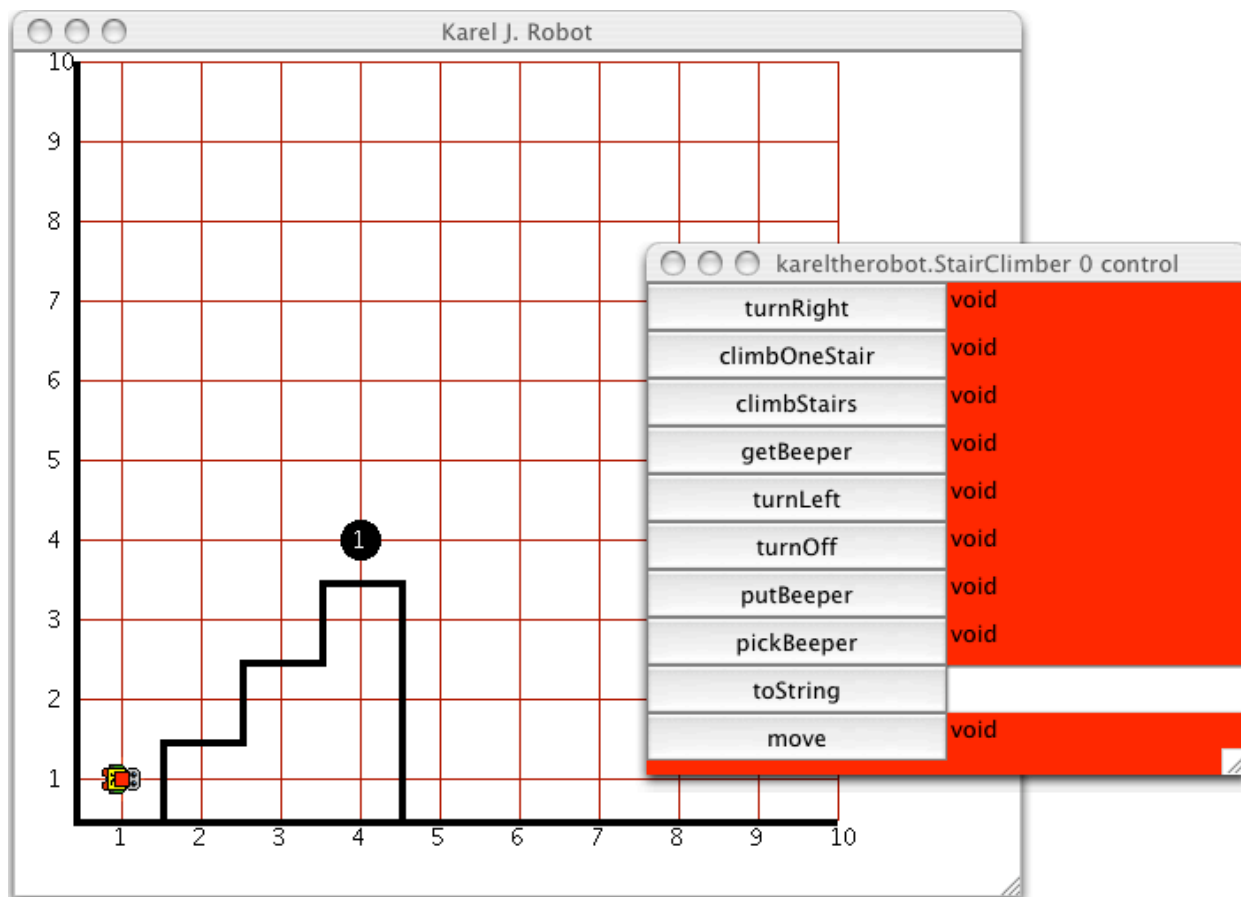 Karel J. Robot
10
9
8
7
6
5
4
3
2
1
1
1 2 3 4 5 6 7 8 9 10
kareltherobot.StairClimber 0 control
turnRight void
climbOneStair void
climbStairs void
getBeeper void
turnLeft void
turnOff void
putBeeper void
pickBeeper void
toString
move void